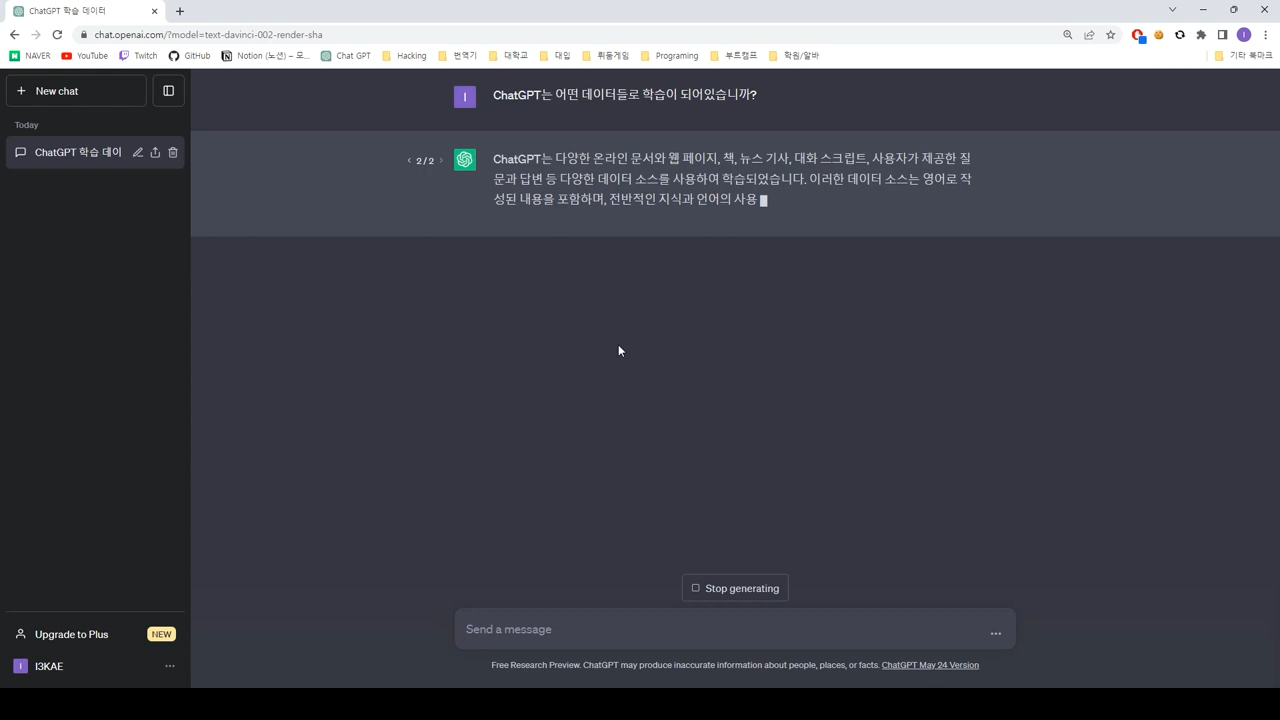 ChatGPT 학습 데이터
chat.openai.com/?model=text-davinci-002-render-sha
NAVER YouTube Twitch GitHub Notion (노션) – 모... Chat GPT Hacking 번역기 대학교 대입 뤼동게임 Programing 부트캠프 학원/알바 기타 북마크
New chat
Today
ChatGPT 학습 데이
I ChatGPT는 어떤 데이터들로 학습이 되어있습니까?
< 2/2 >
ChatGPT는 다양한 온라인 문서와 웹 페이지, 책, 뉴스 기사, 대화 스크립트, 사용자가 제공한 질
문과 답변 등 다양한 데이터 소스를 사용하여 학습되었습니다. 이러한 데이터 소스는 영어로 작
성된 내용을 포함하며, 전반적인 지식과 언어의 사용
Stop generating
Send a message
Free Research Preview. ChatGPT may produce inaccurate information about people, places, or facts. ChatGPT May 24 Version
Upgrade to Plus NEW
I I3KAE